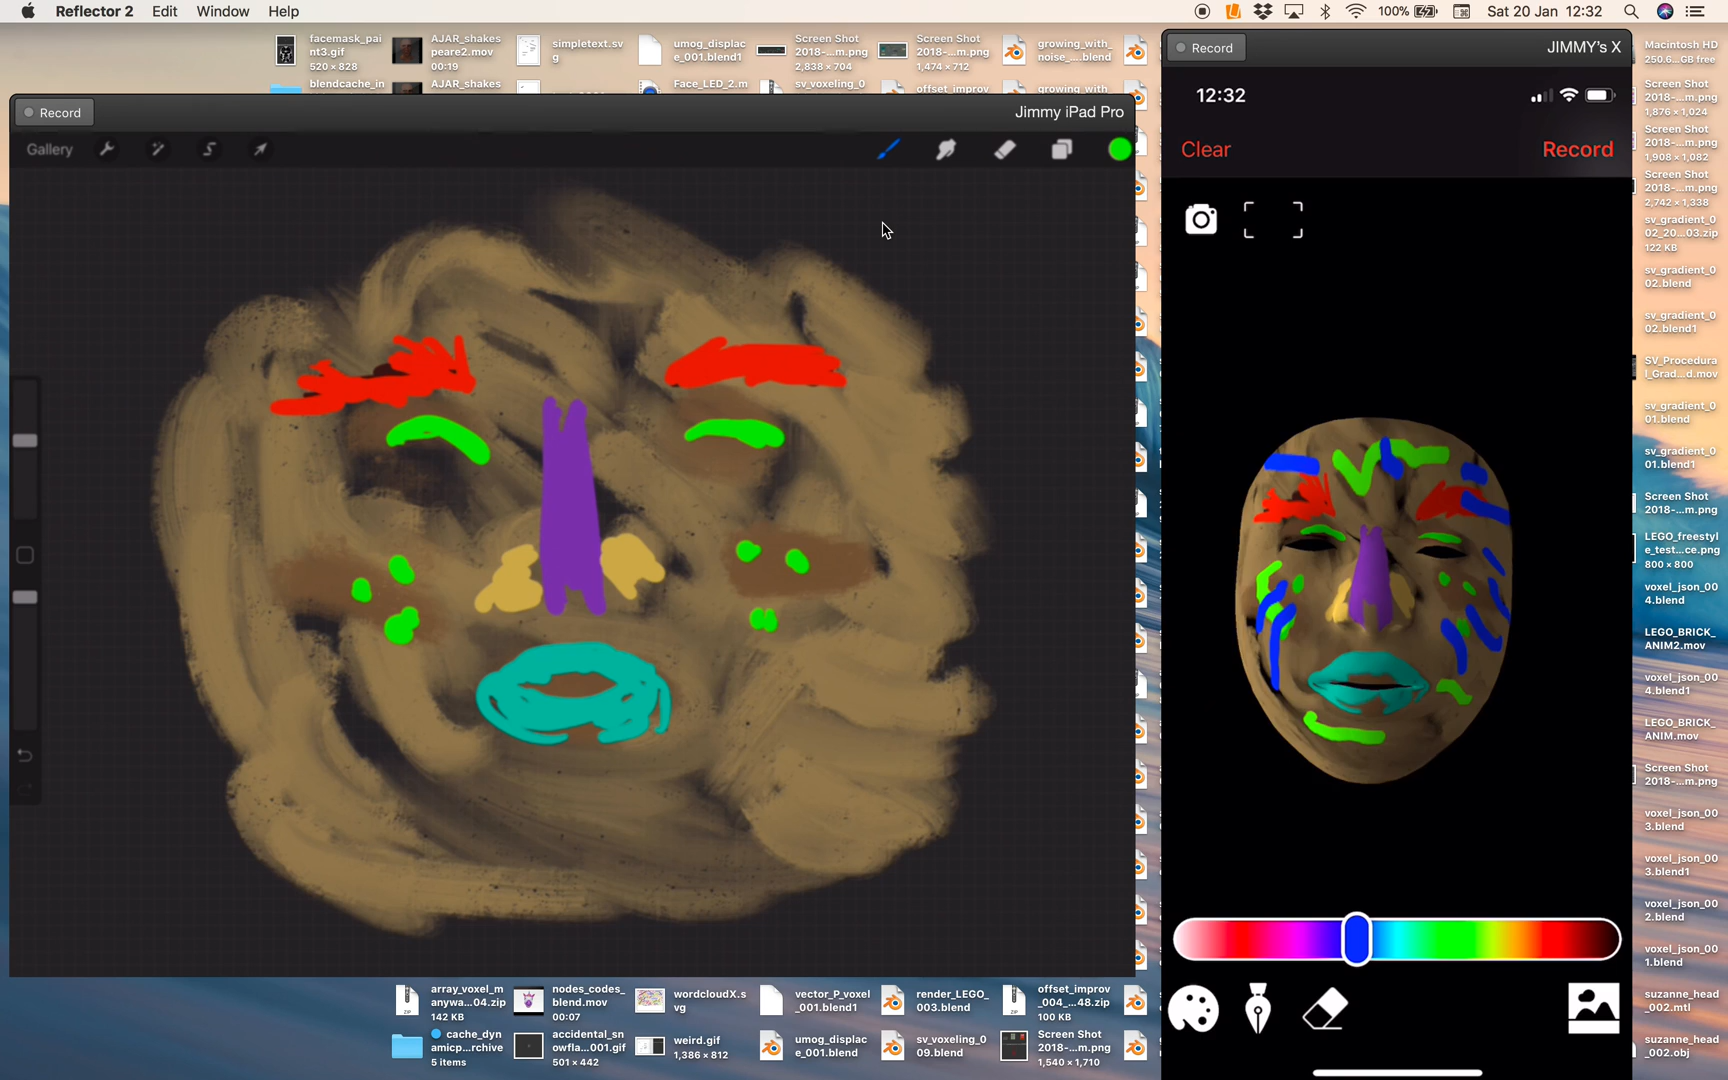 Reflector 2 Edit Window Help
100% Sat 20 Jan 12:32
facemask_pai
nt3.gif
520 × 828
AJAR_shakes
peare2.mov
00:19
simpletext.sv
g
umog_displac
e_001.blend1
Screen Shot
2018-...m.png
2,838 × 704
Screen Shot
2018-...m.png
1,474 × 712
growing_with_
noise_....blend
blendcache_in
AJAR_shakes
Face_LED_2.m
sv_voxeling_0
offset_improv
growing_with_
Record
Jimmy iPad Pro
Gallery
Record
JIMMY's X
12:32
Clear
Record
Macintosh HD
250.6...GB free
Screen Shot
2018-...m.png
1,876 × 1,024
Screen Shot
2018-...m.png
1,908 × 1,082
Screen Shot
2018-...m.png
2,742 × 1,338
sv_gradient_0
02_20...03.zip
122 KB
sv_gradient_0
02.blend
sv_gradient_0
02.blend1
SV_Procedura
l_Grad...d.mov
sv_gradient_0
01.blend
sv_gradient_0
01.blend1
Screen Shot
2018-...m.png
LEGO_freestyl
e_test...ce.png
800 × 800
voxel_json_00
4.blend
LEGO_BRICK_
ANIM2.mov
voxel_json_00
4.blend1
LEGO_BRICK_
ANIM.mov
Screen Shot
2018-...m.png
voxel_json_00
3.blend
voxel_json_00
3.blend1
voxel_json_00
2.blend
voxel_json_00
1.blend
suzanne_head
_002.mtl
suzanne_head
_002.obj
array_voxel_m
anywa...04.zip
142 KB
nodes_codes_
blend.mov
00:07
wordcloudX.s
vg
vector_P_voxel
_001.blend1
render_LEGO_
003.blend
offset_improv
_004_...48.zip
100 KB
cache_dyn
amicp...rchive
5 items
accidental_sn
owfla...001.gif
501 × 442
weird.gif
1,386 × 812
umog_displac
e_001.blend
sv_voxeling_0
09.blend
Screen Shot
2018-...m.png
1,540 × 1,710
ZIP
ZIP